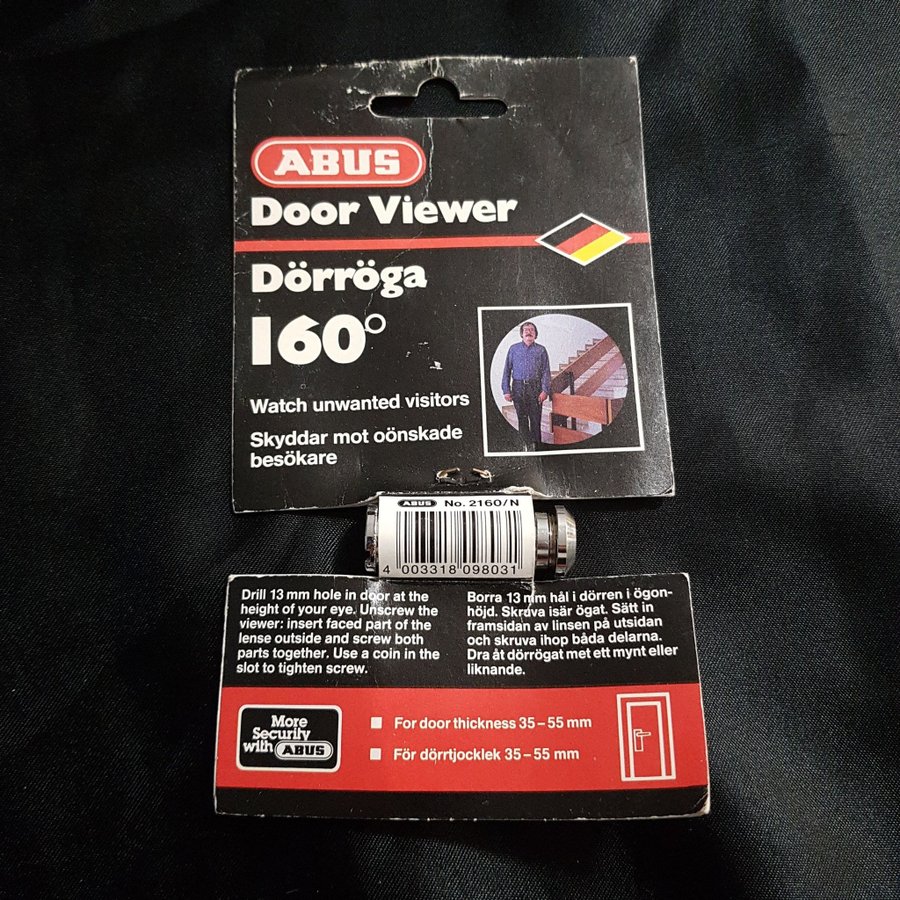 ABUS
Door Viewer
Dörröga
160°
Watch unwanted visitors
Skyddar mot oönskade
besökare
ABUS No. 2160/N
4 003318 098031
Drill 13 mm hole in door at the
height of your eye. Unscrew the
viewer: insert faced part of the
lense outside and screw both
parts together. Use a coin in the
slot to tighten screw.
Borra 13 mm hål i dörren i ögon-
höjd. Skruva isär ögat. Sätt in
framsidan av linsen på utsidan
och skruva ihop båda delarna.
Dra åt dörrögat met ett mynt eller
liknande.
More
Security
with ABUS
For door thickness 35–55 mm
För dörrtjocklek 35–55 mm